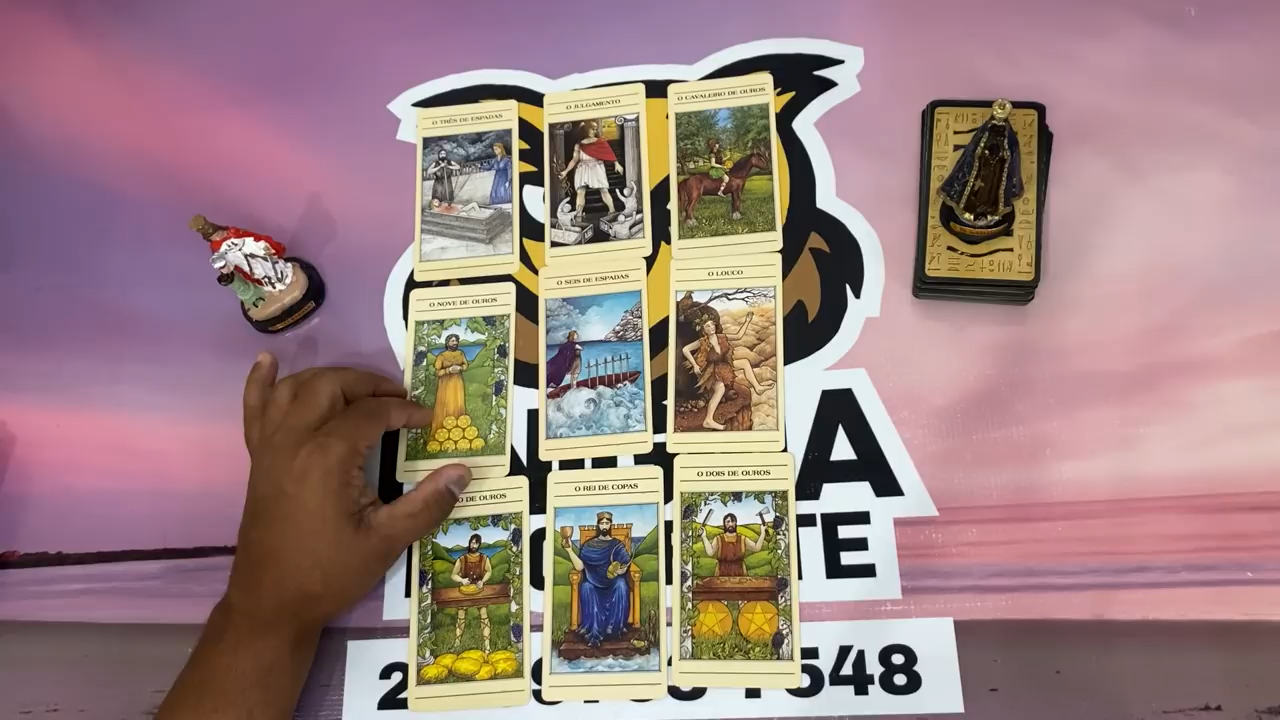 O TRÊS DE ESPADAS
O JULGAMENTO
O CAVALEIRO DE OUROS
O NOVE DE OUROS
O SEIS DE ESPADAS
O LOUCO
DE OUROS
O REI DE COPAS
O DOIS DE OUROS
A
TE
2
548